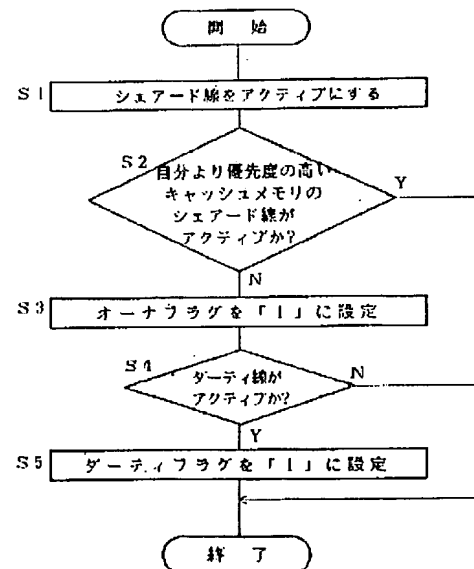 開 始
S1 シェアード線をアクティブにする
S2 自分より優先度の高い
キャッシュメモリの
シェアード線が
アクティブか?
Y
N
S3 オーナフラグを「1」に設定
S4 ダーティ線が
アクティブか?
N
Y
S5 ダーティフラグを「1」に設定
終 了